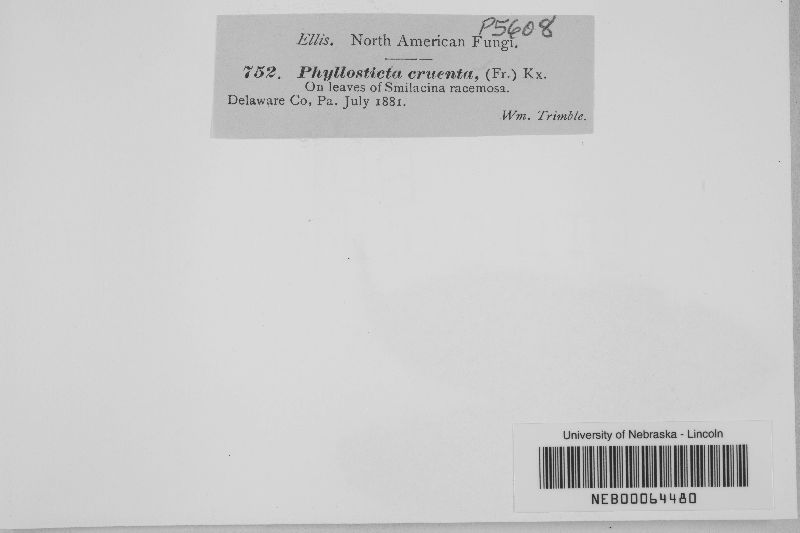 P5608
Ellis. North American Fungi.
752. Phyllosticta cruenta, (Fr.) Kx.
On leaves of Smilacina racemosa.
Delaware Co, Pa. July 1881.
Wm. Trimble.
University of Nebraska - Lincoln
NEB00064480